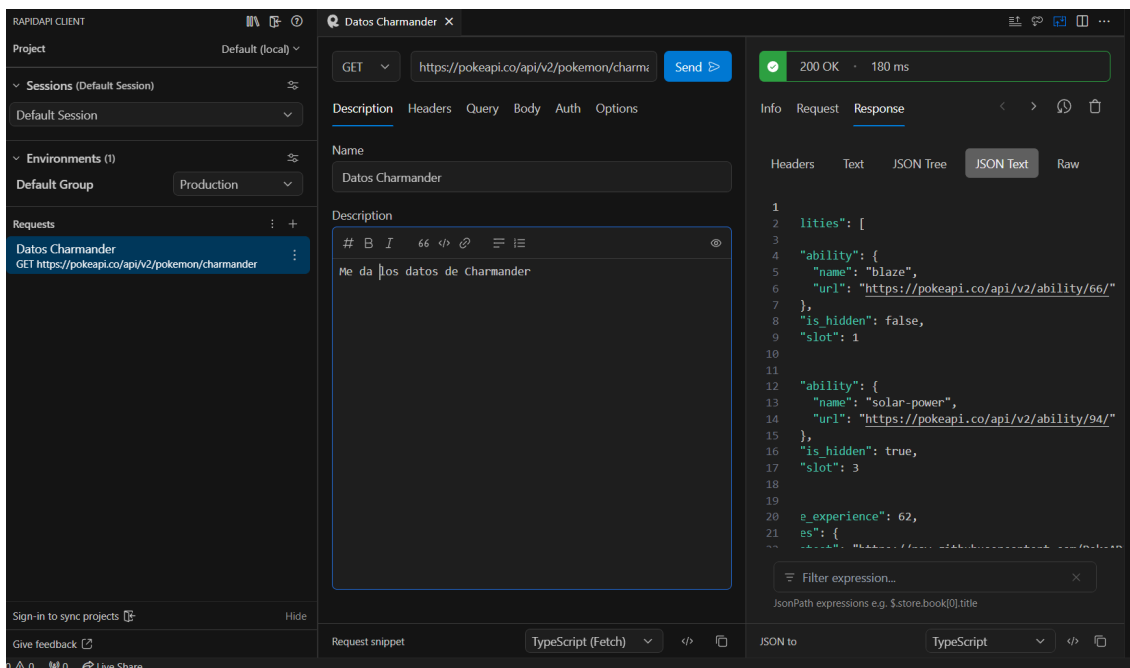 RAPIDAPI CLIENT
Project Default (local)
Sessions (Default Session)
Default Session
Environments (1)
Default Group Production
Requests
Datos Charmander
GET https://pokeapi.co/api/v2/pokemon/charmander
Sign-in to sync projects Hide
Give feedback
0 0 0 Live Share
Datos Charmander
GET https://pokeapi.co/api/v2/pokemon/charma Send
Description Headers Query Body Auth Options
Name
Datos Charmander
Description
# B I 66 </>
Me da los datos de Charmander
Request snippet TypeScript (Fetch) </>
200 OK · 180 ms
Info Request Response
Headers Text JSON Tree JSON Text Raw
1
2 lities": [
3
4 "ability": {
5 "name": "blaze",
6 "url": "https://pokeapi.co/api/v2/ability/66/"
7 },
8 "is_hidden": false,
9 "slot": 1
10
11
12 "ability": {
13 "name": "solar-power",
14 "url": "https://pokeapi.co/api/v2/ability/94/"
15 },
16 "is_hidden": true,
17 "slot": 3
18
19
20 e_experience": 62,
21 es": {
Filter expression...
JsonPath expressions e.g. $.store.book[0].title
JSON to TypeScript </>